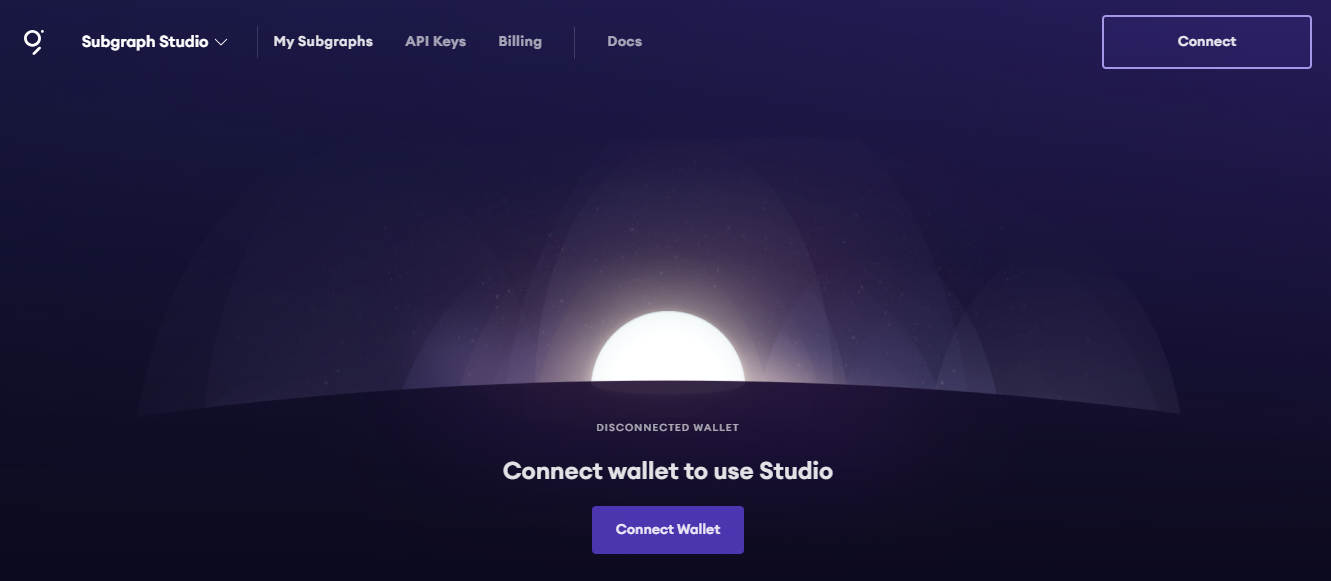 Subgraph Studio My Subgraphs API Keys Billing Docs Connect
DISCONNECTED WALLET
Connect wallet to use Studio
Connect Wallet